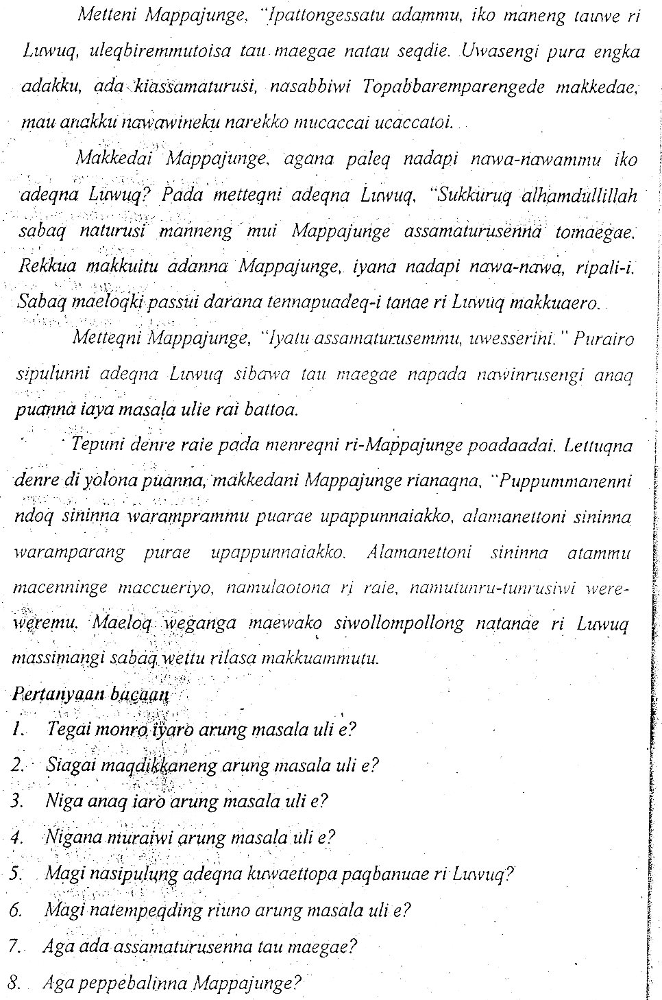 Metteni Mappajunge, "Ipattongessatu adammu, iko maneng tauwe ri
Luwuq, uleqbiremmutoisa tau maegae natau seqdie. Uwasengi pura engka
adakku, ada kiassamaturusi, nasabbiwi Topabbaremparengede makkedae,
mau anakku nawawineku narekko mucaccai ucaccatoi.
Makkedai Mappajunge, agana paleq nadapi nawa-nawammu iko
adeqna Luwuq? Pada metteqni adeqna Luwuq, "Sukkuruq alhamdullillah
sabaq naturusi manneng mui Mappajunge assamaturusenna tomaegae.
Rekkua makkuitu adanna Mappajunge, iyana nadapi nawa-nawa, ripali-i.
Sabaq maeloqki passui darana tennapuadeq-i tanae ri Luwuq makkuaero.
Metteqni Mappajunge, "Iyatu assamaturusemmu, uwesserini." Purairo
sipulunni adeqna Luwuq sibawa tau maegae napada nawinrusengi anaq
puanna iaya masala ulie rai battoa.
Tepuni denre raie pada menreqni ri-Mappajunge poadaadai. Lettuqna
denre di yolona puanna, makkedani Mappajunge rianaqna, "Puppummanenni
ndoq sininna waramprammu puarae upappunnaiakko, alamanettoni sininna
waramparang purae upappunnaiakko. Alamanettoni sininna atammu
macenninge maccueriyo, namulaotona ri raie, namutunru-tunrusiwi were-
weremu. Maeloq weganga maewako siwollompollong natanae ri Luwuq
massimangi sabaq wettu rilasa makkuammutu.
Pertanyaan bacaan
1. Tegai monro iyaro arung masala uli e?
2. Siagai maqdikkaneng arung masala uli e?
3. Niga anaq iaro arung masala uli e?
4. Nigana muraiwi arung masala uli e?
5. Magi nasipulung adeqna kuwaettopa paqbanuae ri Luwuq?
6. Magi natempeqding riuno arung masala uli e?
7. Aga ada assamaturusenna tau maegae?
8. Aga peppebalinna Mappajunge?